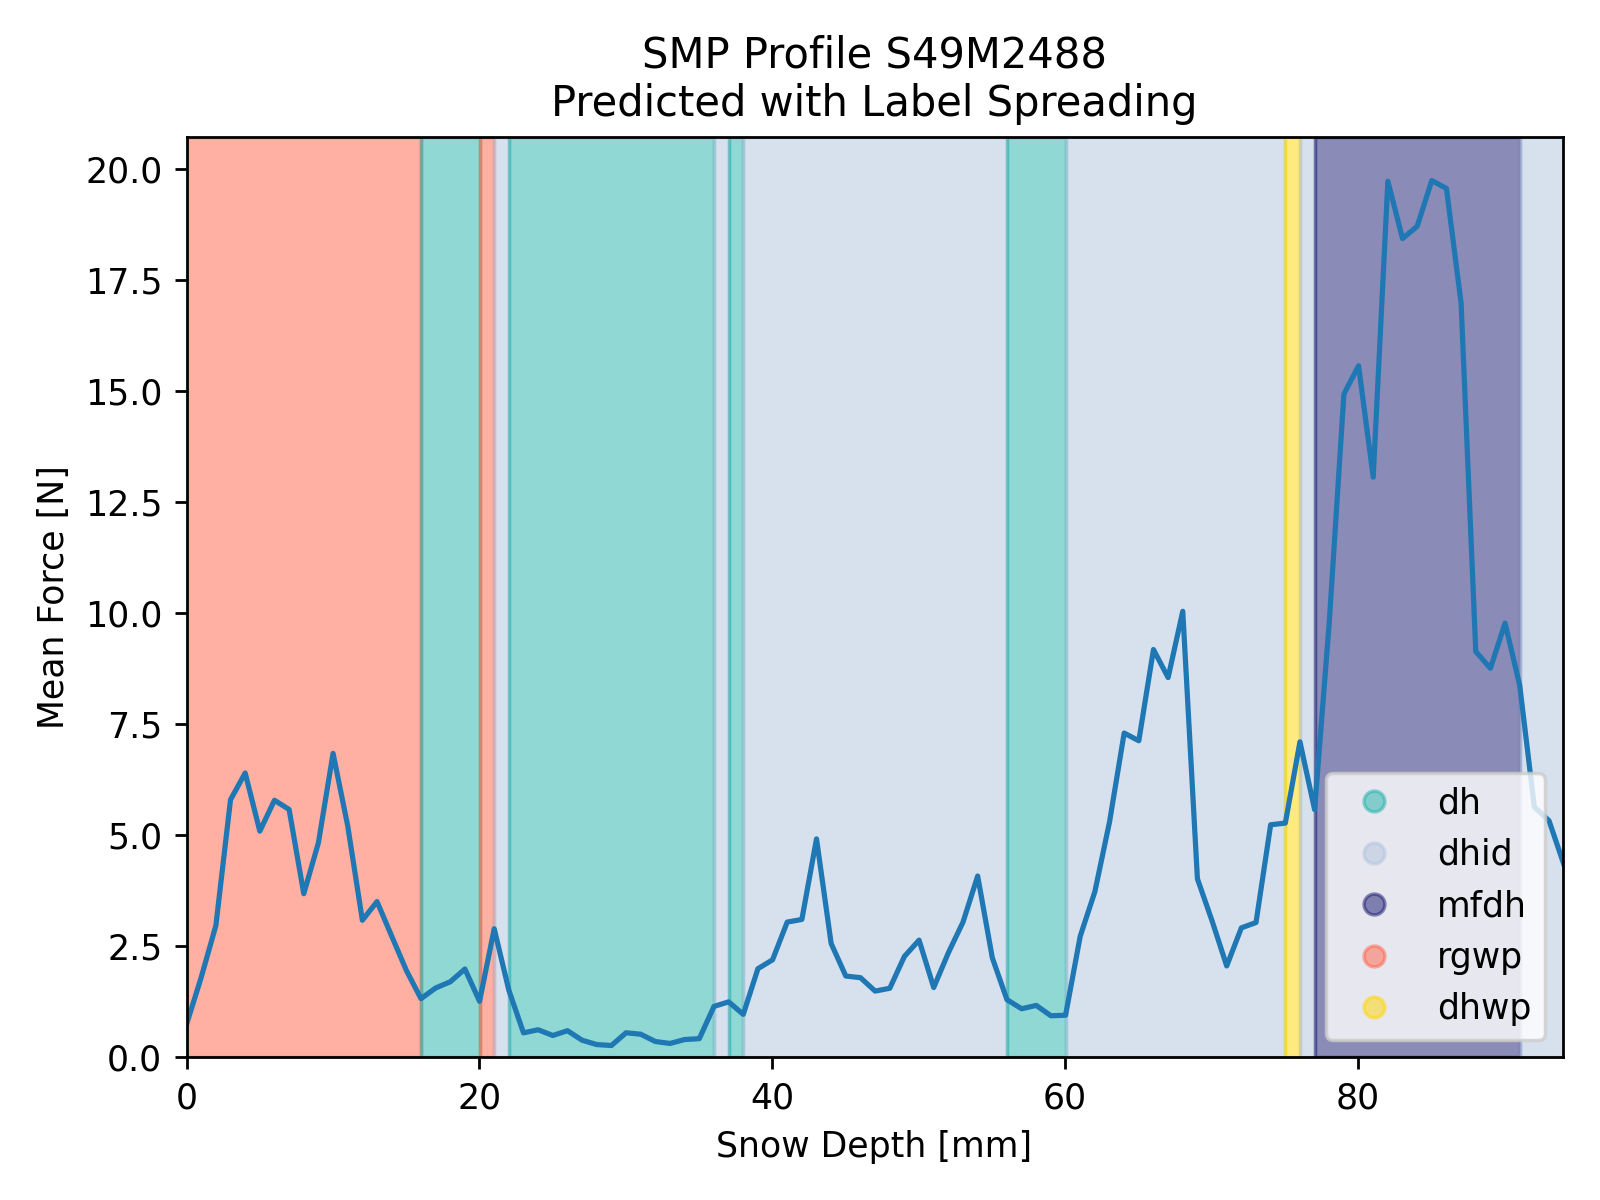 SMP Profile S49M2488
Predicted with Label Spreading
20.0
17.5
15.0
12.5
10.0
7.5
5.0
2.5
0.0
Mean Force [N]
0 20 40 60 80
Snow Depth [mm]
dh
dhid
mfdh
rgwp
dhwp